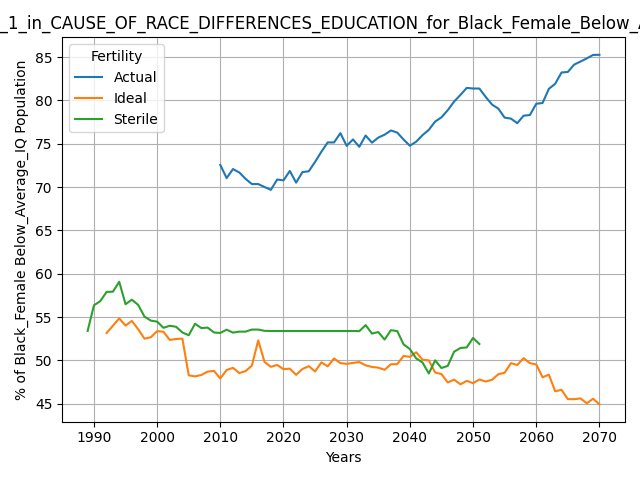 _1_in_CAUSE_OF_RACE_DIFFERENCES_EDUCATION_for_Black_Female_Below_
Fertility
Actual
Ideal
Sterile
% of Black_Female Below_Average_IQ Population
85
80
75
70
65
60
55
50
45
1990 2000 2010 2020 2030 2040 2050 2060 2070
Years